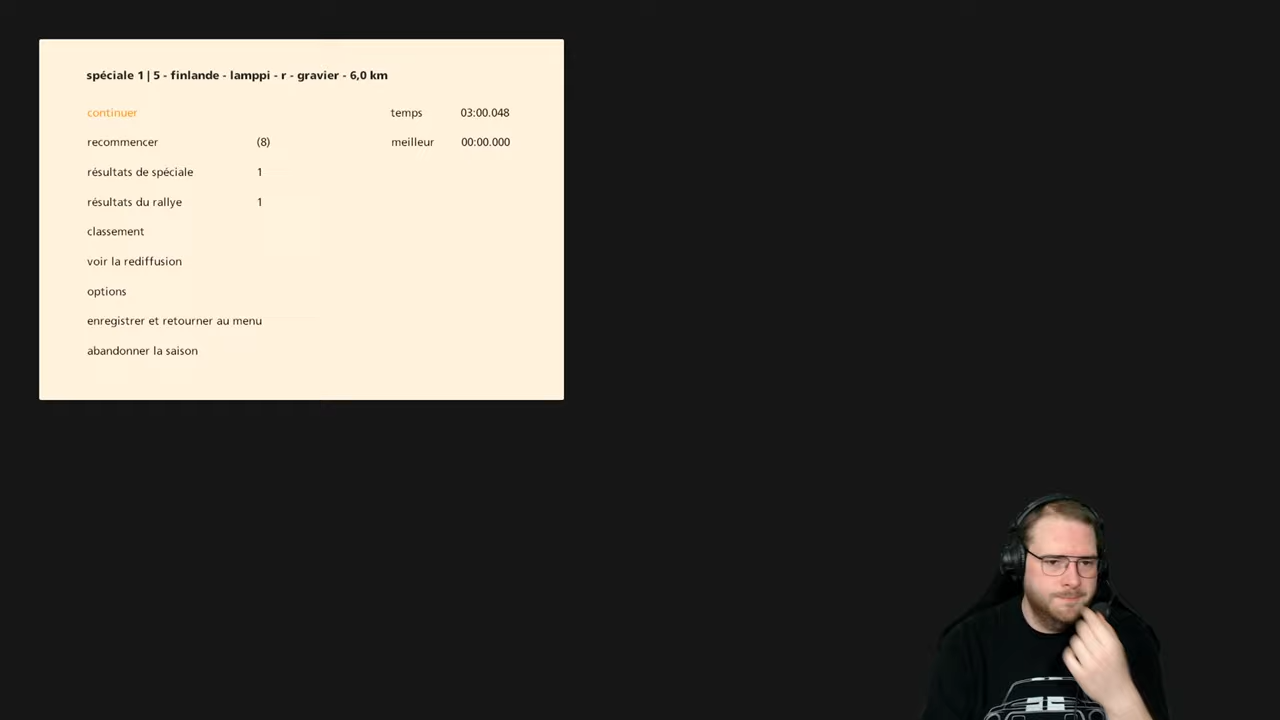 spéciale 1 | 5 - finlande - lamppi - r - gravier - 6,0 km
continuer temps 03:00.048
recommencer (8) meilleur 00:00.000
résultats de spéciale 1
résultats du rallye 1
classement
voir la rediffusion
options
enregistrer et retourner au menu
abandonner la saison